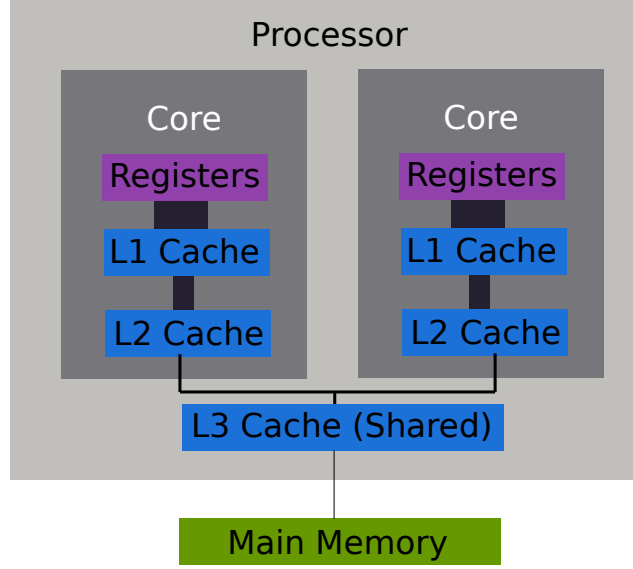 Processor
Core
Registers
L1 Cache
L2 Cache
Core
Registers
L1 Cache
L2 Cache
L3 Cache (Shared)
Main Memory